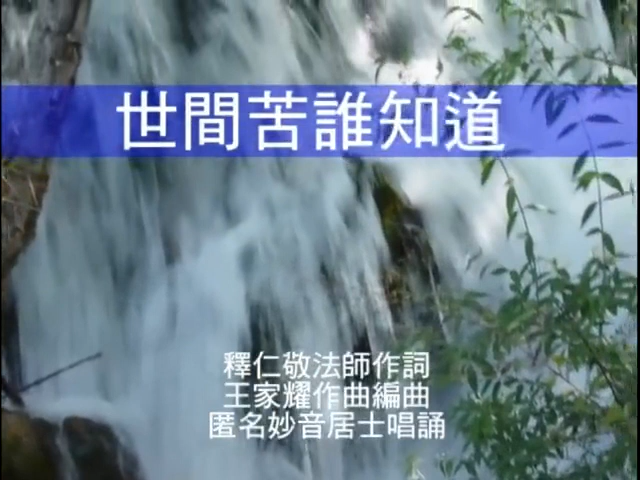 世間苦誰知道
釋仁敬法師作詞
王家耀作曲編曲
匿名妙音居士唱誦